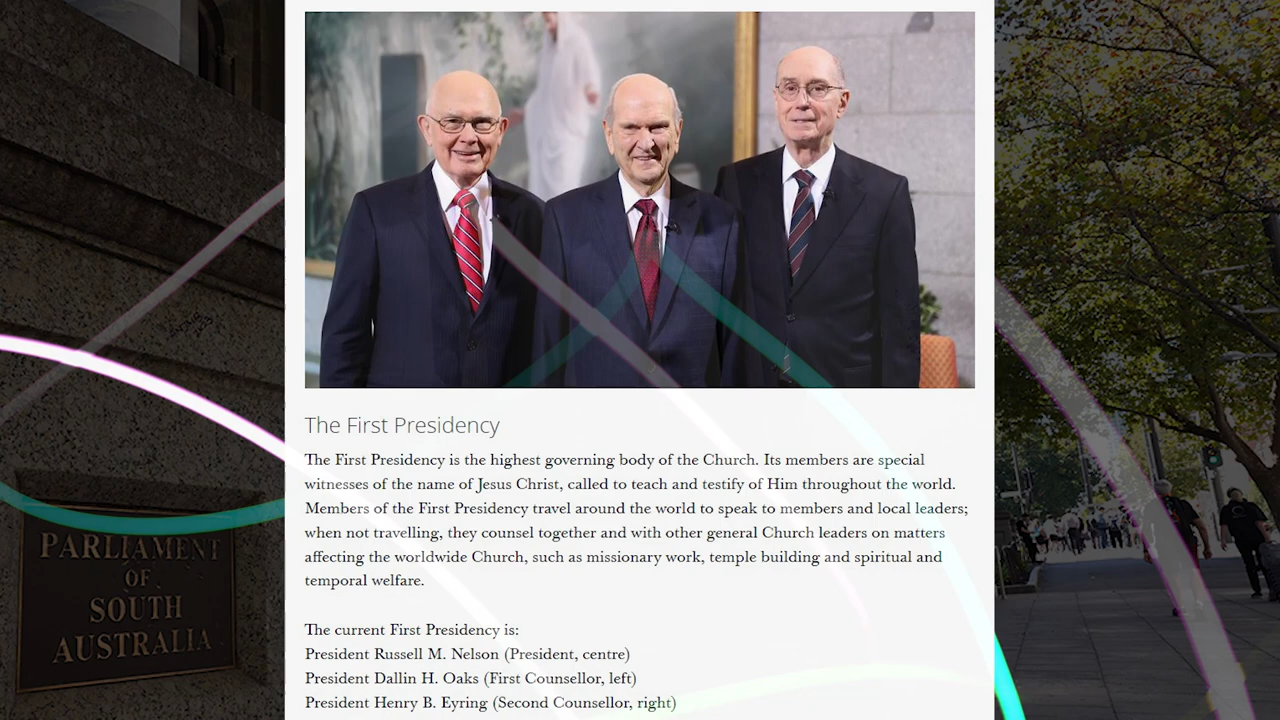 The First Presidency
The First Presidency is the highest governing body of the Church. Its members are special
witnesses of the name of Jesus Christ, called to teach and testify of Him throughout the world.
Members of the First Presidency travel around the world to speak to members and local leaders;
when not travelling, they counsel together and with other general Church leaders on matters
affecting the worldwide Church, such as missionary work, temple building and spiritual and
temporal welfare.
The current First Presidency is:
President Russell M. Nelson (President, centre)
President Dallin H. Oaks (First Counsellor, left)
President Henry B. Eyring (Second Counsellor, right)
PARLIAMENT
OF
SOUTH
AUSTRALIA